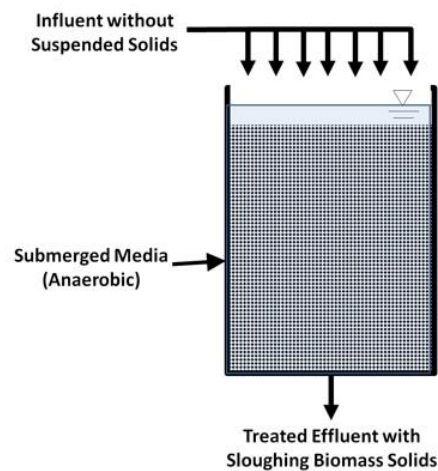 Influent without
Suspended Solids
Submerged Media
(Anaerobic)
Treated Effluent with
Sloughing Biomass Solids